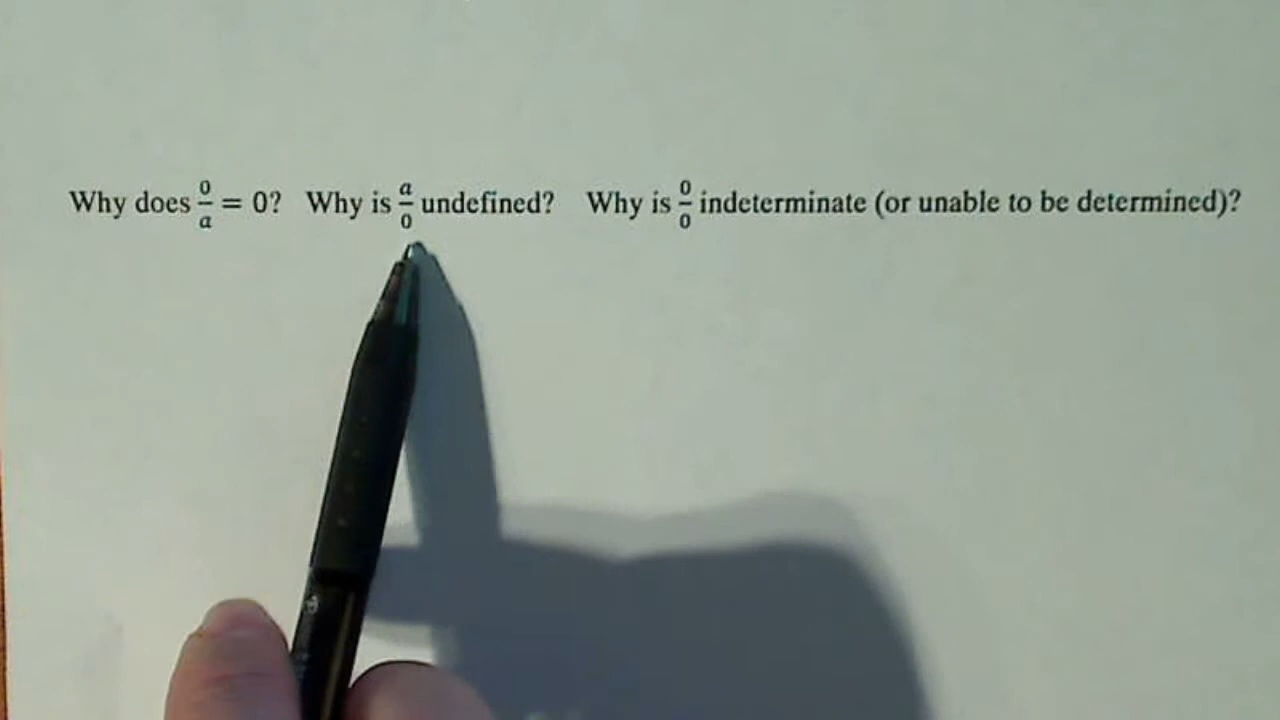 Why does 0/a = 0? Why is a/0 undefined? Why is 0/0 indeterminate (or unable to be determined)?